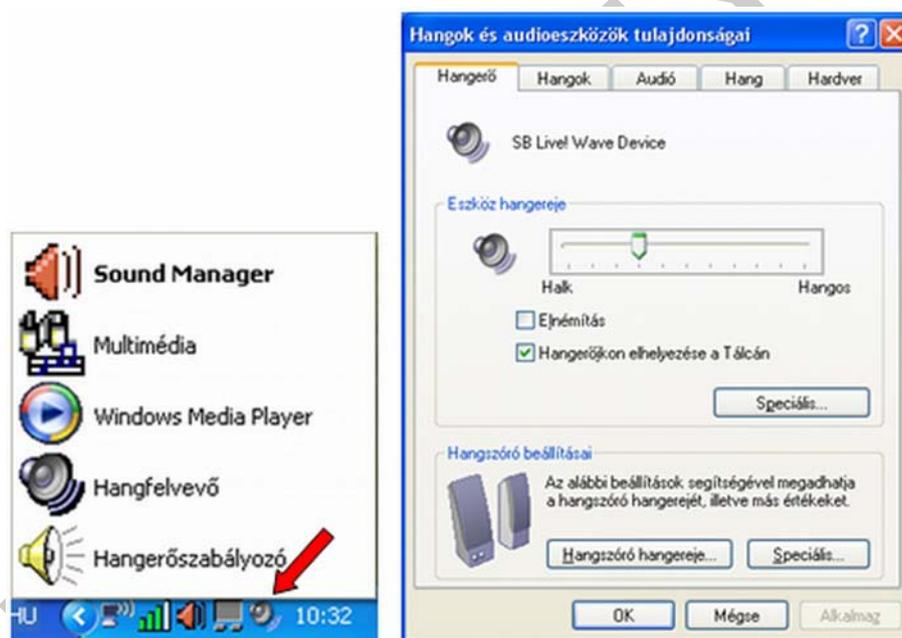 Sound Manager
Multimédia
Windows Media Player
Hangfelvevő
Hangerőszabályozó
HU 10:32
Hangok és audioeszközök tulajdonságai
Hangerő Hangok Audió Hang Hardver
SB Live! Wave Device
Eszköz hangereje
Halk Hangos
Elnémítás
Hangerőikon elhelyezése a Tálcán
Speciális...
Hangszóró beállításai
Az alábbi beállítások segítségével megadhatja
a hangszóró hangerejét, illetve más értékeket.
Hangszóró hangereje... Speciális...
OK Mégse Alkalmaz